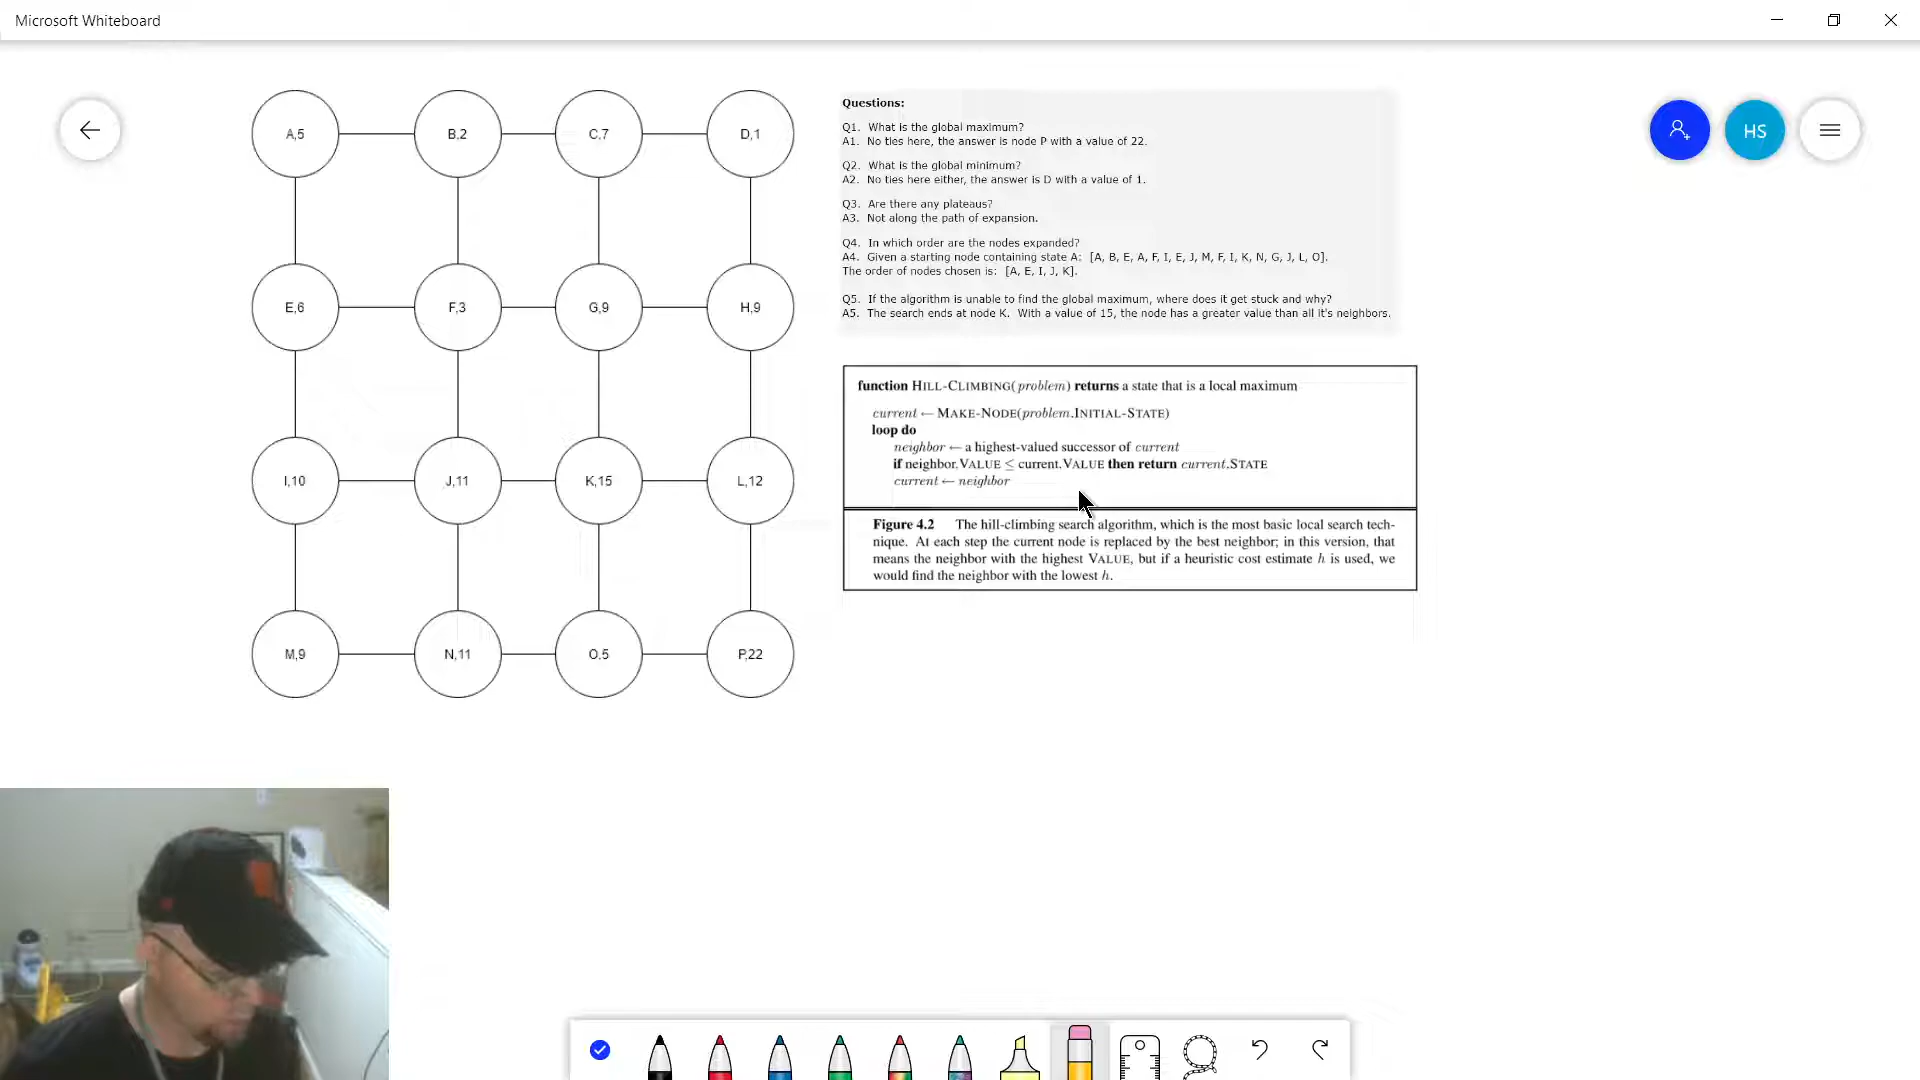 Microsoft Whiteboard
A,5
B,2
C,7
D,1
E,6
F,3
G,9
H,9
I,10
J,11
K,15
L,12
M,9
N,11
O,5
P,22
Questions:
Q1. What is the global maximum?
A1. No ties here, the answer is node P with a value of 22.
Q2. What is the global minimum?
A2. No ties here either, the answer is D with a value of 1.
Q3. Are there any plateaus?
A3. Not along the path of expansion.
Q4. In which order are the nodes expanded?
A4. Given a starting node containing state A: [A, B, E, A, F, I, E, J, M, F, I, K, N, G, J, L, O].
The order of nodes chosen is: [A, E, I, J, K].
Q5. If the algorithm is unable to find the global maximum, where does it get stuck and why?
A5. The search ends at node K. With a value of 15, the node has a greater value than all it's neighbors.
HS
function HILL-CLIMBING(problem) returns a state that is a local maximum
current ← MAKE-NODE(problem.INITIAL-STATE)
loop do
neighbor ← a highest-valued successor of current
if neighbor.VALUE ≤ current.VALUE then return current.STATE
current ← neighbor
Figure 4.2 The hill-climbing search algorithm, which is the most basic local search tech-
nique. At each step the current node is replaced by the best neighbor; in this version, that
means the neighbor with the highest VALUE, but if a heuristic cost estimate h is used, we
would find the neighbor with the lowest h.